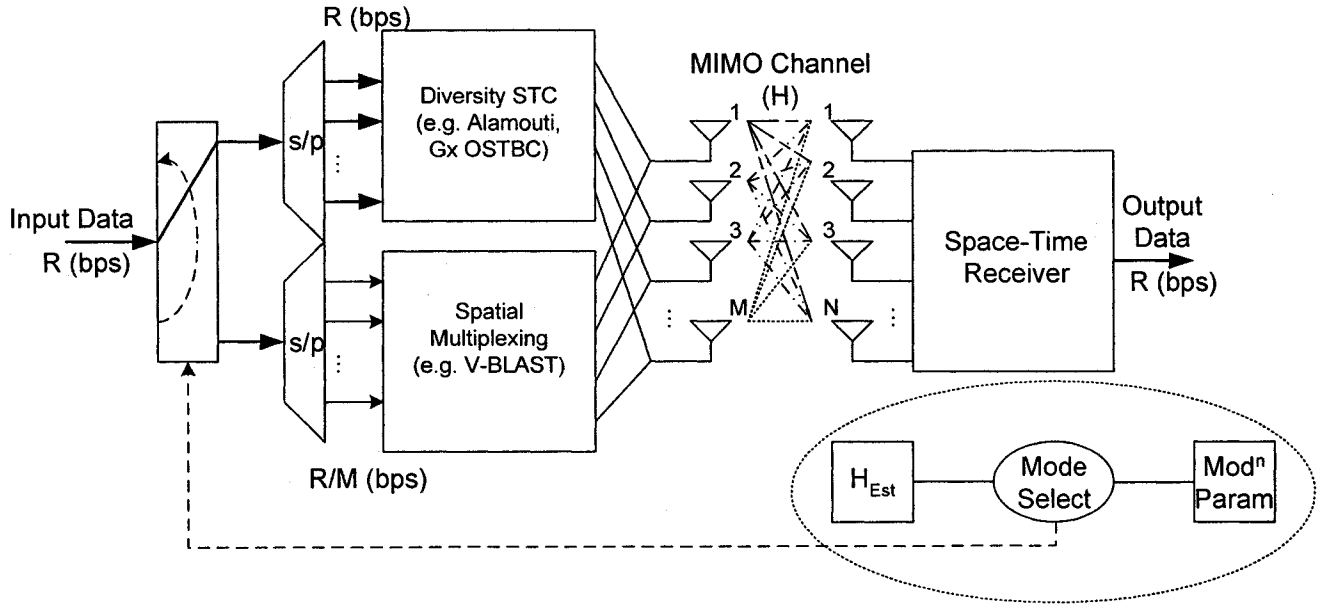 R (bps)
Input Data
R (bps)
s/p
...
Diversity STC
(e.g. Alamouti,
Gx OSTBC)
s/p
...
Spatial
Multiplexing
(e.g. V-BLAST)
R/M (bps)
MIMO Channel
(H)
1
2
3
M
...
1
2
3
N
...
Space-Time
Receiver
Output
Data
R (bps)
H_Est
Mode
Select
Modⁿ
Param